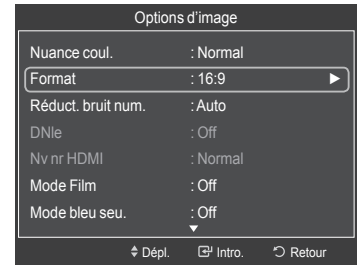 Options d'image
Nuance coul. : Normal
Format : 16:9
Réduct. bruit num. : Auto
DNIe : Off
Nv nr HDMI : Normal
Mode Film : Off
Mode bleu seu. : Off
Dépl. Intro. Retour